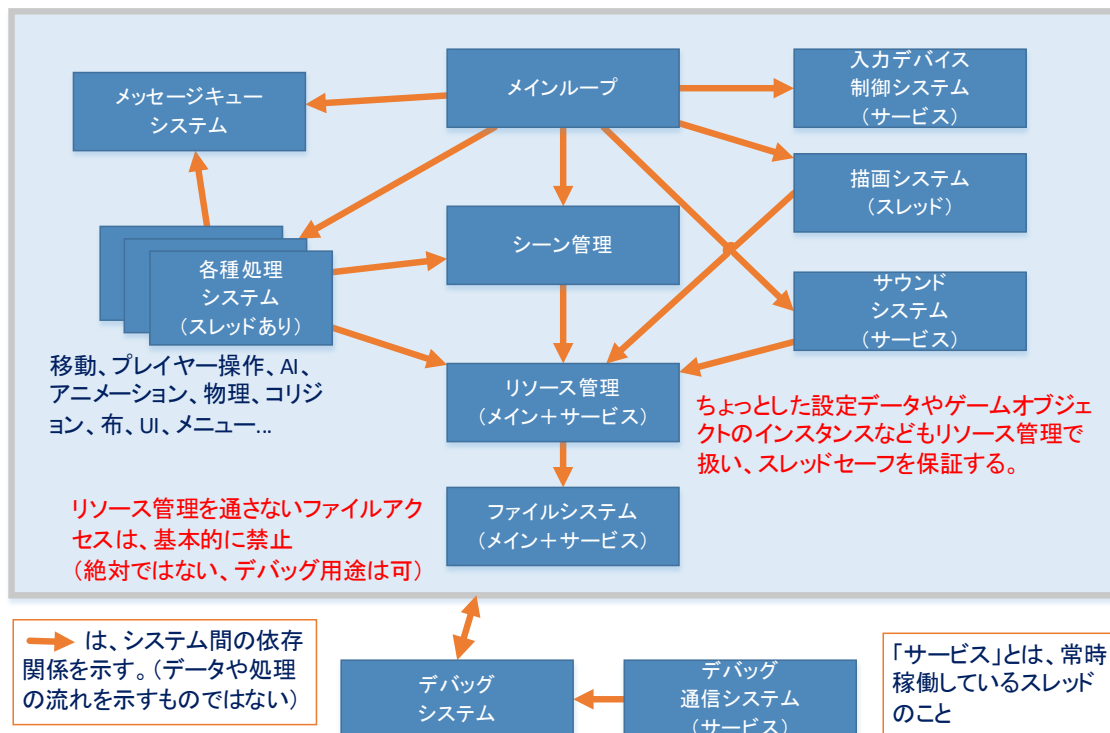 メッセージキュー
システム
メインループ
入力デバイス
制御システム
（サービス）
描画システム
（スレッド）
シーン管理
各種処理
システム
（スレッドあり）
サウンド
システム
（サービス）
移動、プレイヤー操作、AI、
アニメーション、物理、コリジ
ョン、布、UI、メニュー...
リソース管理
（メイン＋サービス）
ちょっとした設定データやゲームオブジェ
クトのインスタンスなどもリソース管理で
扱い、スレッドセーフを保証する。
リソース管理を通さないファイルアク
セスは、基本的に禁止
（絶対ではない、デバッグ用途は可）
ファイルシステム
（メイン＋サービス）
は、システム間の依存
関係を示す。（データや処理
の流れを示すものではない）
デバッグ
システム
デバッグ
通信システム
（サービス）
「サービス」とは、常時
稼働しているスレッド
のこと